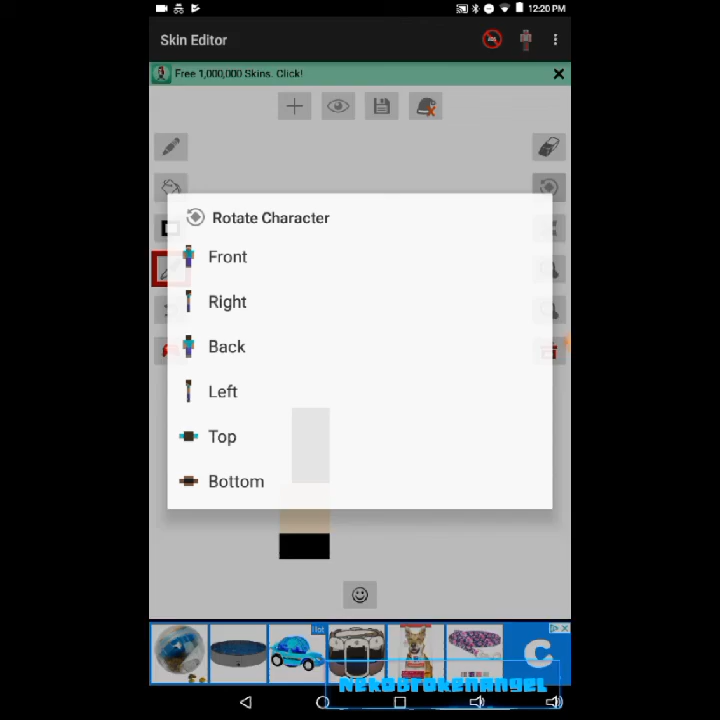 12:20 PM
Skin Editor
Free 1,000,000 Skins. Click!
Rotate Character
Front
Right
Back
Left
Top
Bottom
Hot
C
NekoBrokenAngel